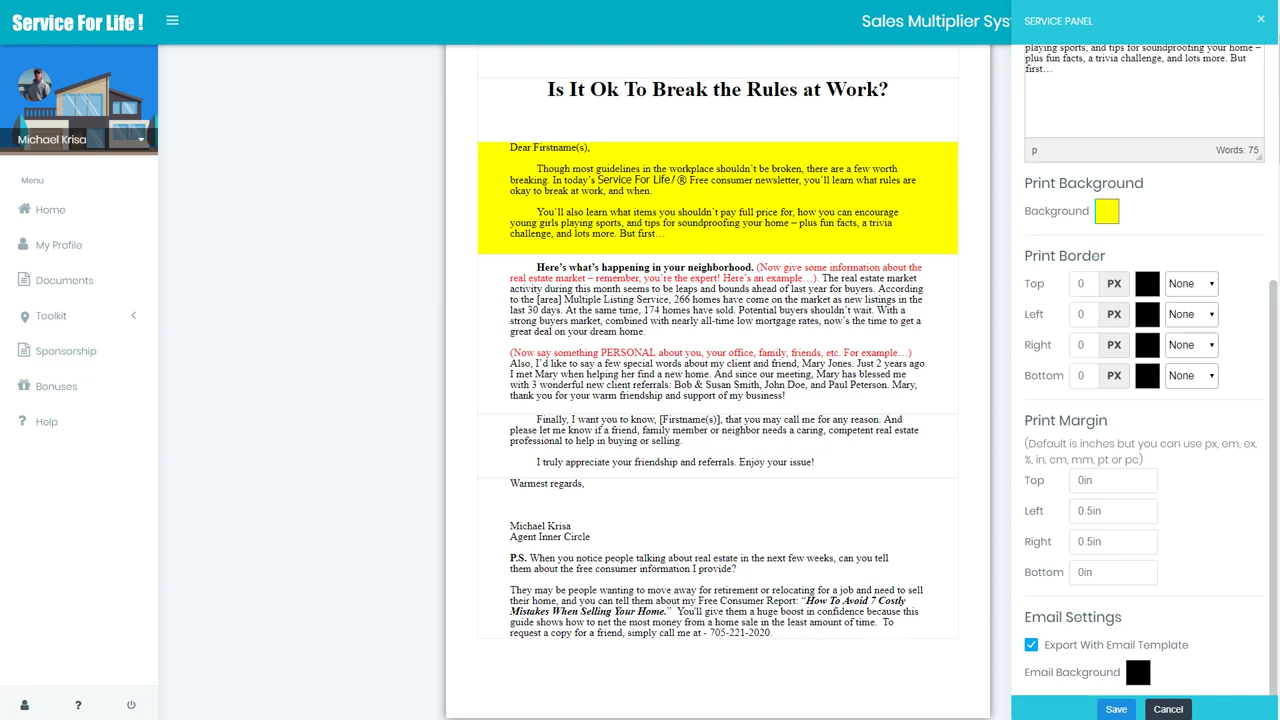 Service For Life !
Sales Multiplier Sys
SERVICE PANEL
×
Michael Krisa
Menu
Home
My Profile
Documents
Toolkit
Sponsorship
Bonuses
Help
?
Is It Ok To Break the Rules at Work?
Dear Firstname(s),
Though most guidelines in the workplace shouldn't be broken, there are a few worth
breaking. In today's Service For Life!® Free consumer newsletter, you'll learn what rules are
okay to break at work, and when.
You'll also learn what items you shouldn't pay full price for, how you can encourage
young girls playing sports, and tips for soundproofing your home – plus fun facts, a trivia
challenge, and lots more. But first…
Here's what's happening in your neighborhood. (Now give some information about the
real estate market – remember, you're the expert! Here's an example…). The real estate market
activity during this month seems to be leaps and bounds ahead of last year for buyers. According
to the [area] Multiple Listing Service, 266 homes have come on the market as new listings in the
last 30 days. At the same time, 174 homes have sold. Potential buyers shouldn't wait. With a
strong buyers market, combined with nearly all-time low mortgage rates, now's the time to get a
great deal on your dream home.
(Now say something PERSONAL about you, your office, family, friends, etc. For example…)
Also, I'd like to say a few special words about my client and friend, Mary Jones. Just 2 years ago
I met Mary when helping her find a new home. And since our meeting, Mary has blessed me
with 3 wonderful new client referrals: Bob & Susan Smith, John Doe, and Paul Peterson. Mary,
thank you for your warm friendship and support of my business!
Finally, I want you to know, [Firstname(s)], that you may call me for any reason. And
please let me know if a friend, family member or neighbor needs a caring, competent real estate
professional to help in buying or selling.
I truly appreciate your friendship and referrals. Enjoy your issue!
Warmest regards,
Michael Krisa
Agent Inner Circle
P.S. When you notice people talking about real estate in the next few weeks, can you tell
them about the free consumer information I provide?
They may be people wanting to move away for retirement or relocating for a job and need to sell
their home, and you can tell them about my Free Consumer Report: "How To Avoid 7 Costly
Mistakes When Selling Your Home." You'll give them a huge boost in confidence because this
guide shows how to net the most money from a home sale in the least amount of time. To
request a copy for a friend, simply call me at - 705-221-2020.
playing sports, and tips for soundproofing your home –
plus fun facts, a trivia challenge, and lots more. But
first…
p Words: 75
Print Background
Background
Print Border
Top 0 PX None
Left 0 PX None
Right 0 PX None
Bottom 0 PX None
Print Margin
(Default is inches but you can use px, em, ex,
%, in, cm, mm, pt or pc)
Top 0in
Left 0.5in
Right 0.5in
Bottom 0in
Email Settings
Export With Email Template
Email Background
Save Cancel